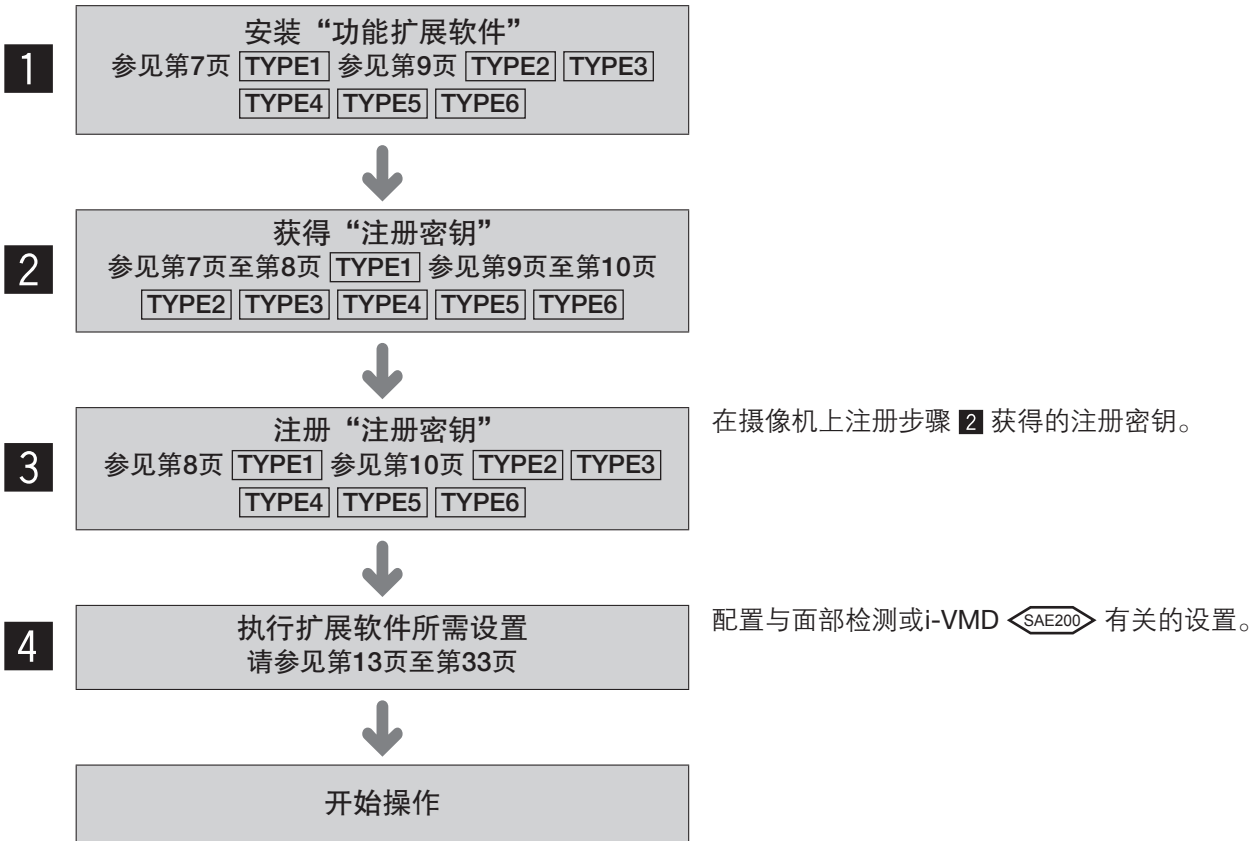 1
安装“功能扩展软件”
参见第7页 TYPE1 参见第9页 TYPE2 TYPE3
TYPE4 TYPE5 TYPE6
2
获得“注册密钥”
参见第7页至第8页 TYPE1 参见第9页至第10页
TYPE2 TYPE3 TYPE4 TYPE5 TYPE6
3
注册“注册密钥”
参见第8页 TYPE1 参见第10页 TYPE2 TYPE3
TYPE4 TYPE5 TYPE6
在摄像机上注册步骤 2 获得的注册密钥。
4
执行扩展软件所需设置
请参见第13页至第33页
配置与面部检测或i-VMD SAE200 有关的设置。
开始操作